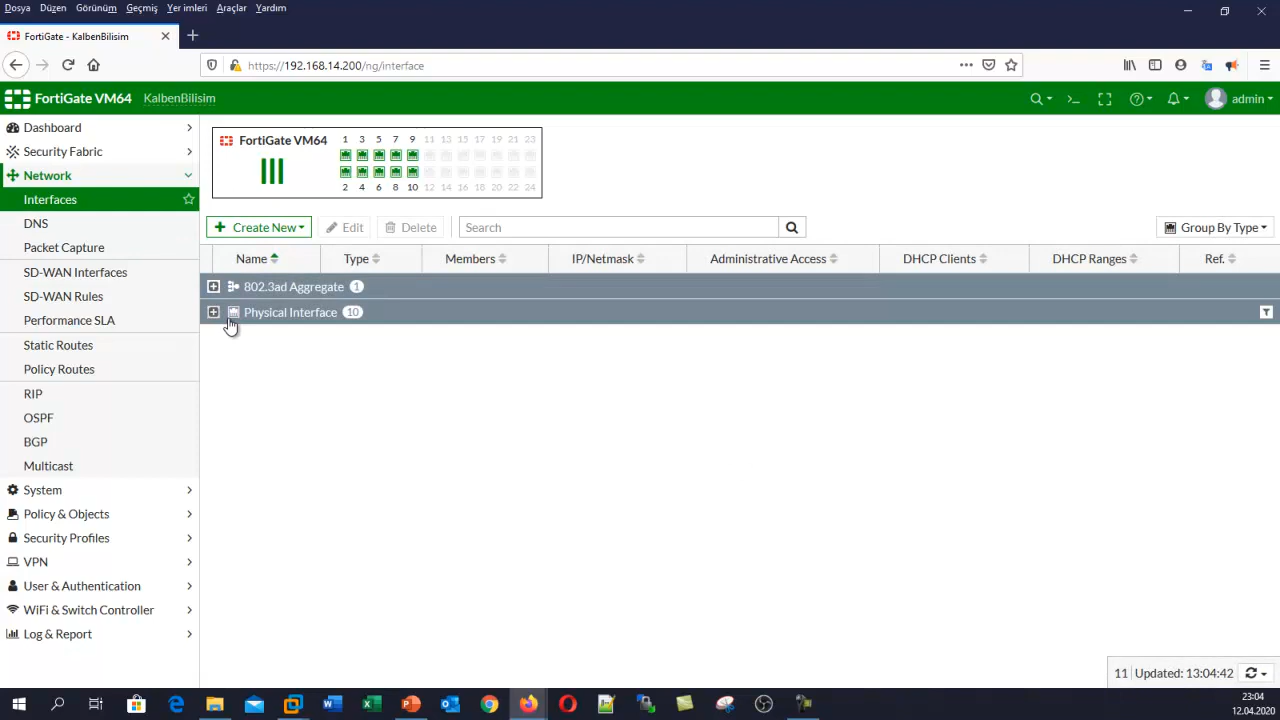 Dosya Düzen Görünüm Geçmiş Yer imleri Araçlar Yardım
FortiGate - KalbenBilisim
https://192.168.14.200/ng/interface
FortiGate VM64 KalbenBilisim admin
Dashboard
Security Fabric
Network
Interfaces
DNS
Packet Capture
SD-WAN Interfaces
SD-WAN Rules
Performance SLA
Static Routes
Policy Routes
RIP
OSPF
BGP
Multicast
System
Policy & Objects
Security Profiles
VPN
User & Authentication
WiFi & Switch Controller
Log & Report
FortiGate VM64
1 3 5 7 9 11 13 15 17 19 21 23
2 4 6 8 10 12 14 16 18 20 22 24
Create New Edit Delete Search Group By Type
Name Type Members IP/Netmask Administrative Access DHCP Clients DHCP Ranges Ref.
802.3ad Aggregate 1
Physical Interface 10
11 Updated: 13:04:42
23:04
12.04.2020